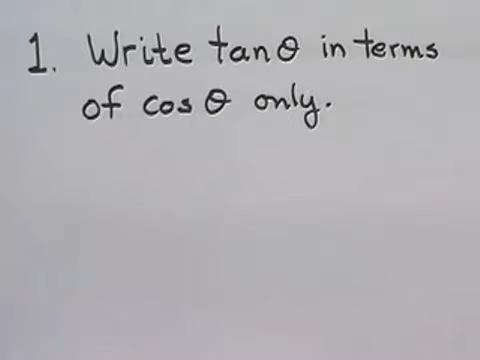 1. Write tan θ in terms
of cos θ only.